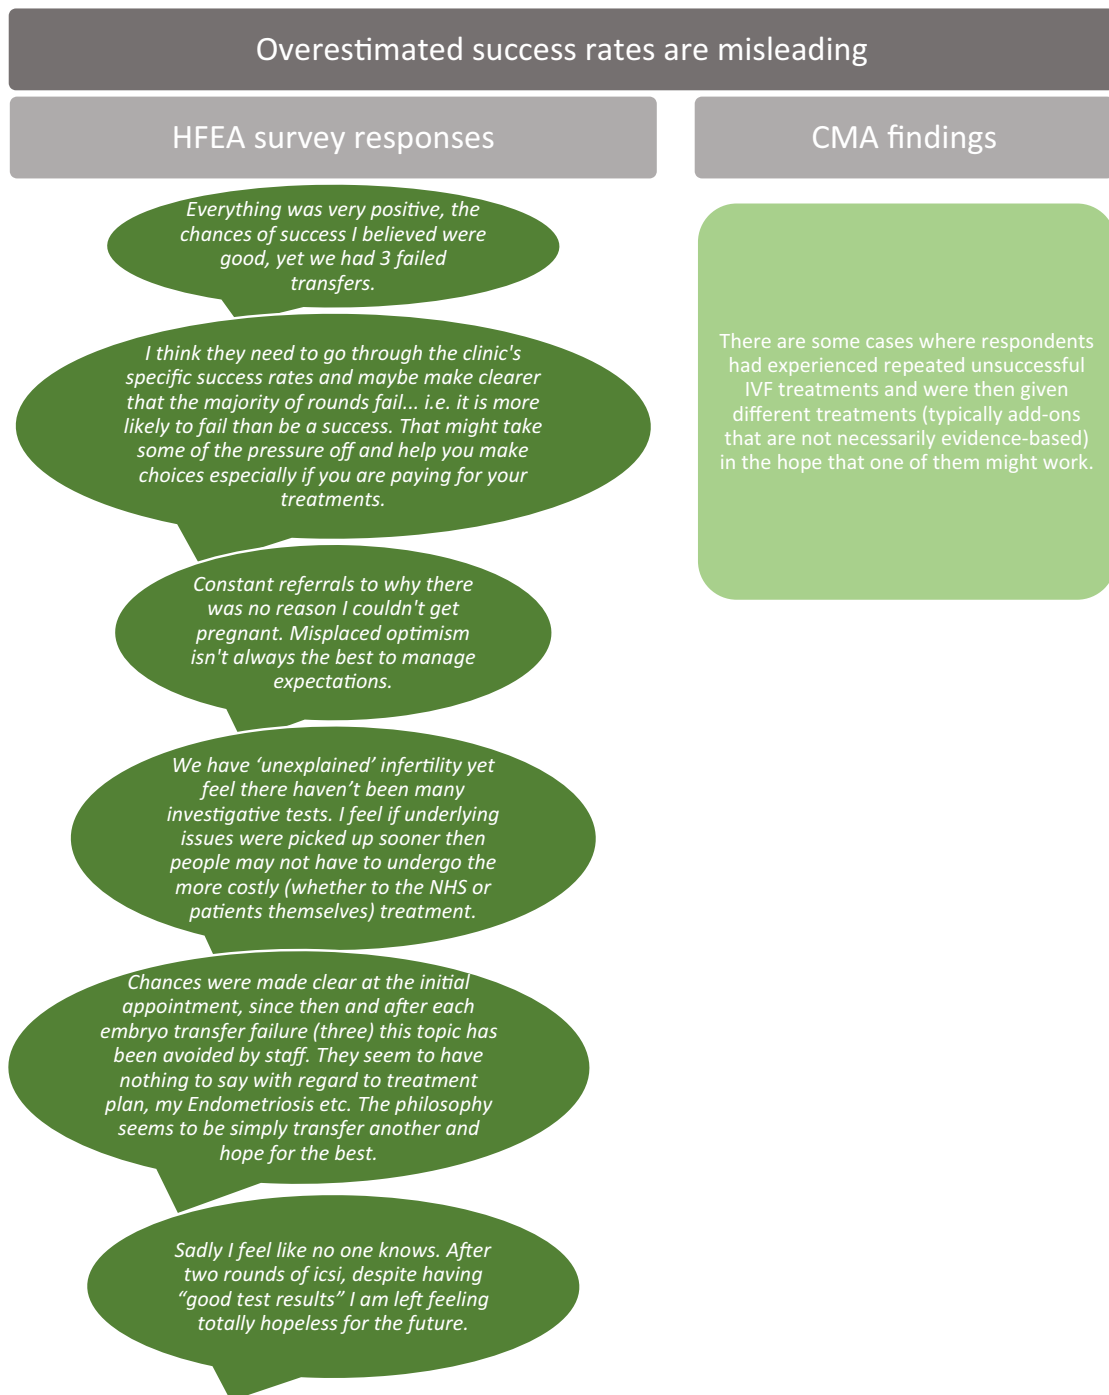 Overestimated success rates are misleading
HFEA survey responses
CMA findings
Everything was very positive, the
chances of success I believed were
good, yet we had 3 failed
transfers.
I think they need to go through the clinic's
specific success rates and maybe make clearer
that the majority of rounds fail... i.e. it is more
likely to fail than be a success. That might take
some of the pressure off and help you make
choices especially if you are paying for your
treatments.
Constant referrals to why there
was no reason I couldn't get
pregnant. Misplaced optimism
isn't always the best to manage
expectations.
We have ‘unexplained’ infertility yet
feel there haven’t been many
investigative tests. I feel if underlying
issues were picked up sooner then
people may not have to undergo the
more costly (whether to the NHS or
patients themselves) treatment.
Chances were made clear at the initial
appointment, since then and after each
embryo transfer failure (three) this topic has
been avoided by staff. They seem to have
nothing to say with regard to treatment
plan, my Endometriosis etc. The philosophy
seems to be simply transfer another and
hope for the best.
Sadly I feel like no one knows. After
two rounds of icsi, despite having
“good test results” I am left feeling
totally hopeless for the future.
There are some cases where respondents
had experienced repeated unsuccessful
IVF treatments and were then given
different treatments (typically add-ons
that are not necessarily evidence-based)
in the hope that one of them might work.